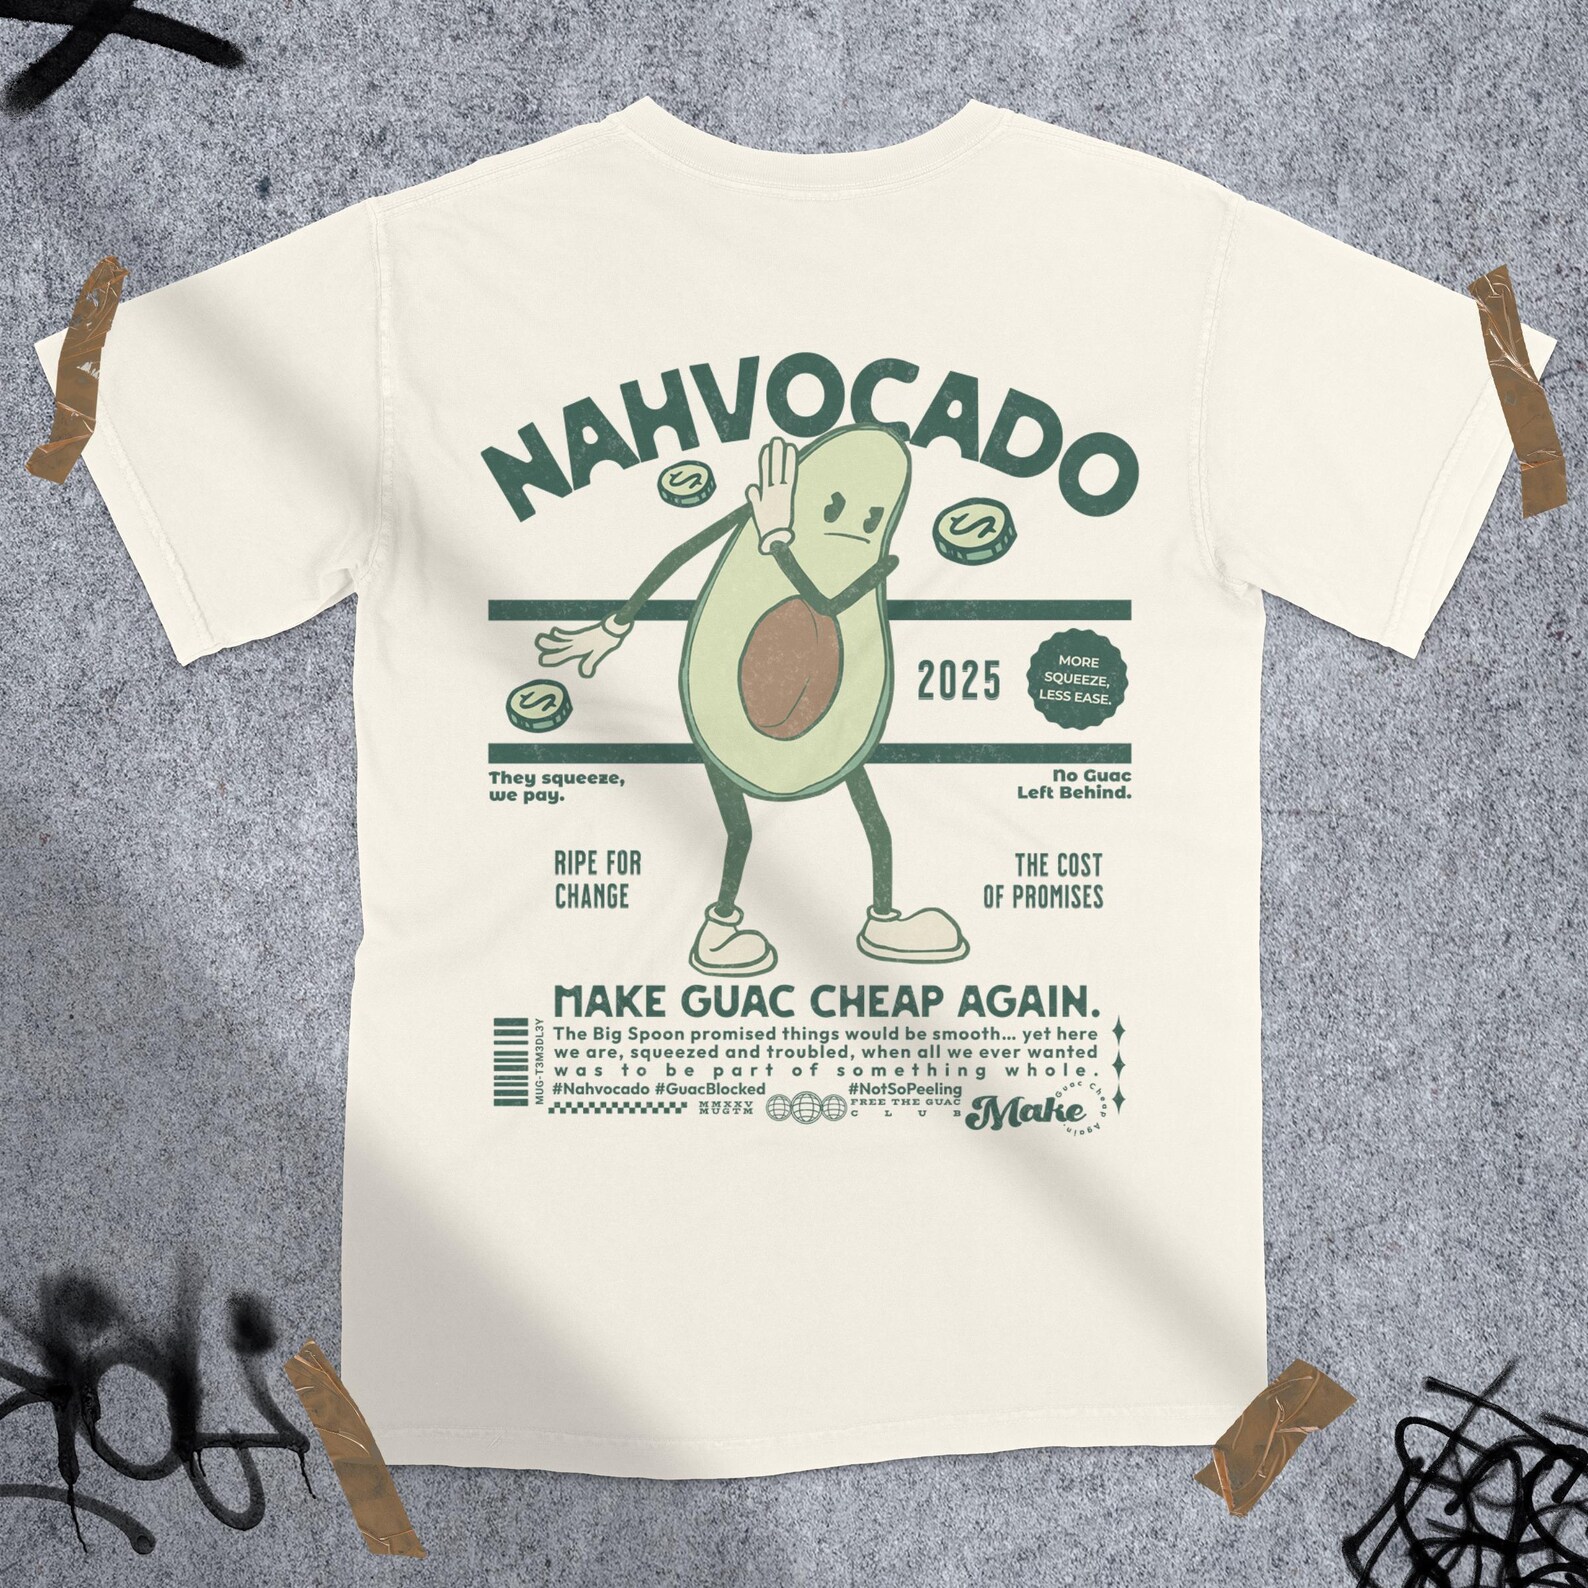 NAHVOCADO
2025
MORE
SQUEEZE,
LESS EASE.
They squeeze,
we pay.
No Guac
Left Behind.
RIPE FOR
CHANGE
THE COST
OF PROMISES
MAKE GUAC CHEAP AGAIN.
The Big Spoon promised things would be smooth... yet here
we are, squeezed and troubled, when all we ever wanted
was to be part of something whole.
MUG-T3M3DL3Y
#Nahvocado #GuacBlocked #NotSoPeeling
MMXXV
MUGTM
FREE THE GUAC
CLUB
Make
Guac Cheap Again.